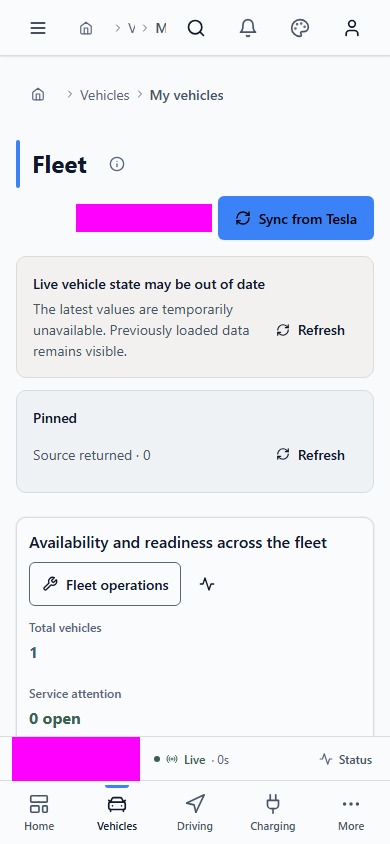 V M
Vehicles My vehicles
Fleet
Sync from Tesla
Live vehicle state may be out of date
The latest values are temporarily
unavailable. Previously loaded data
remains visible.
Refresh
Pinned
Source returned · 0
Refresh
Availability and readiness across the fleet
Fleet operations
Total vehicles
1
Service attention
0 open
Live · 0s
Status
Home
Vehicles
Driving
Charging
More